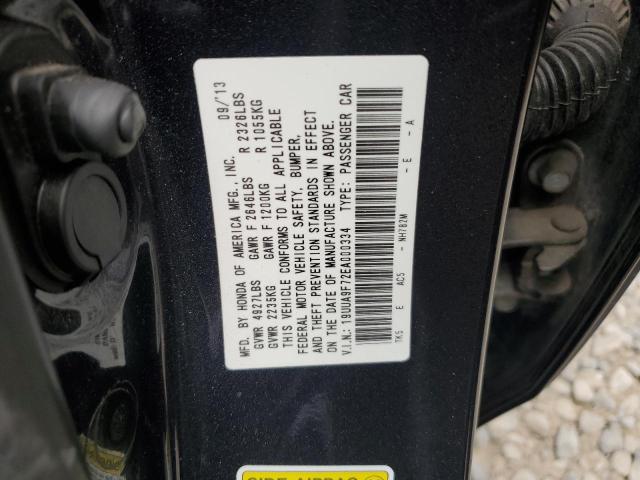 MFD. BY HONDA OF AMERICA MFG., INC. 09/13
GVWR 4927LBS GAWR F 2646LBS R 2326LBS
GVWR 2235KG GAWR F 1200KG R 1055KG
THIS VEHICLE CONFORMS TO ALL APPLICABLE
FEDERAL MOTOR VEHICLE SAFETY, BUMPER,
AND THEFT PREVENTION STANDARDS IN EFFECT
ON THE DATE OF MANUFACTURE SHOWN ABOVE.
V.I.N.: 19UUA9F72EA000334 TYPE: PASSENGER CAR
TK5 E AC5 - NH782M - E - A
SIDE AIRBAG